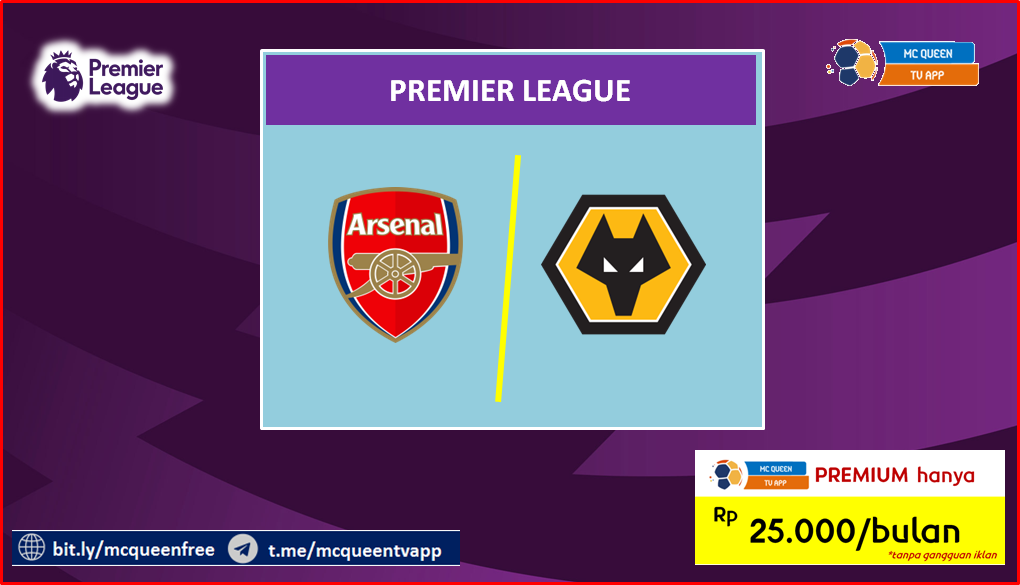 Premier
League
MC QUEEN
TV APP
PREMIER LEAGUE
Arsenal
MC QUEEN
TV APP
PREMIUM hanya
Rp 25.000/bulan
*tanpa gangguan iklan
bit.ly/mcqueenfree
t.me/mcqueentvapp